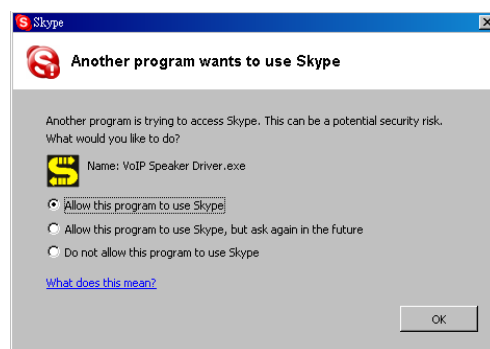 Skype
Another program wants to use Skype
Another program is trying to access Skype. This can be a potential security risk.
What would you like to do?
Name: VoIP Speaker Driver.exe
Allow this program to use Skype
Allow this program to use Skype, but ask again in the future
Do not allow this program to use Skype
What does this mean?
OK